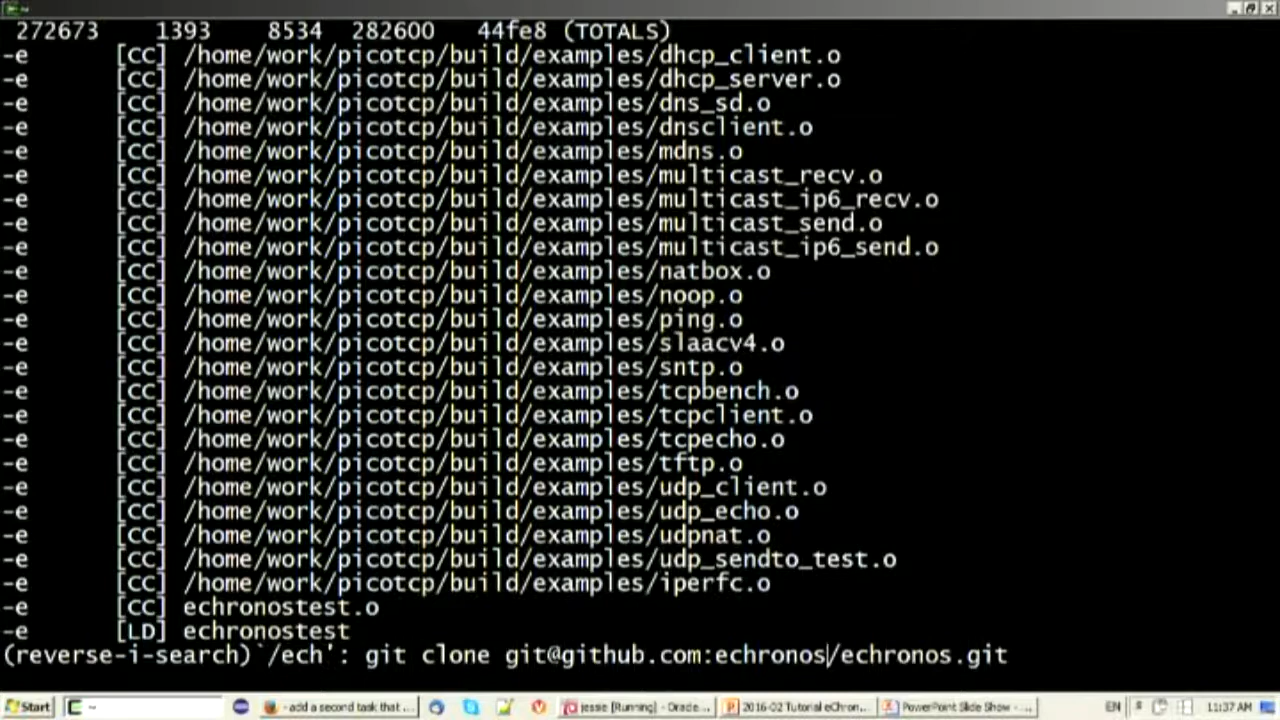 ~
272673 1393 8534 282600 44fe8 (TOTALS)
-e [CC] /home/work/picotcp/build/examples/dhcp_client.o
-e [CC] /home/work/picotcp/build/examples/dhcp_server.o
-e [CC] /home/work/picotcp/build/examples/dns_sd.o
-e [CC] /home/work/picotcp/build/examples/dnsclient.o
-e [CC] /home/work/picotcp/build/examples/mdns.o
-e [CC] /home/work/picotcp/build/examples/multicast_recv.o
-e [CC] /home/work/picotcp/build/examples/multicast_ip6_recv.o
-e [CC] /home/work/picotcp/build/examples/multicast_send.o
-e [CC] /home/work/picotcp/build/examples/multicast_ip6_send.o
-e [CC] /home/work/picotcp/build/examples/natbox.o
-e [CC] /home/work/picotcp/build/examples/noop.o
-e [CC] /home/work/picotcp/build/examples/ping.o
-e [CC] /home/work/picotcp/build/examples/slaacv4.o
-e [CC] /home/work/picotcp/build/examples/sntp.o
-e [CC] /home/work/picotcp/build/examples/tcpbench.o
-e [CC] /home/work/picotcp/build/examples/tcpclient.o
-e [CC] /home/work/picotcp/build/examples/tcpecho.o
-e [CC] /home/work/picotcp/build/examples/tftp.o
-e [CC] /home/work/picotcp/build/examples/udp_client.o
-e [CC] /home/work/picotcp/build/examples/udp_echo.o
-e [CC] /home/work/picotcp/build/examples/udpnat.o
-e [CC] /home/work/picotcp/build/examples/udp_sendto_test.o
-e [CC] /home/work/picotcp/build/examples/iperfc.o
-e [CC] echronostest.o
-e [LD] echronostest
(reverse-i-search)`/ech': git clone git@github.com:echronos/echronos.git
Start ~ - add a second task that ... jessie [Running] - Oracle... 2016-02 Tutorial eChron... PowerPoint Slide Show - ... EN 11:37 AM